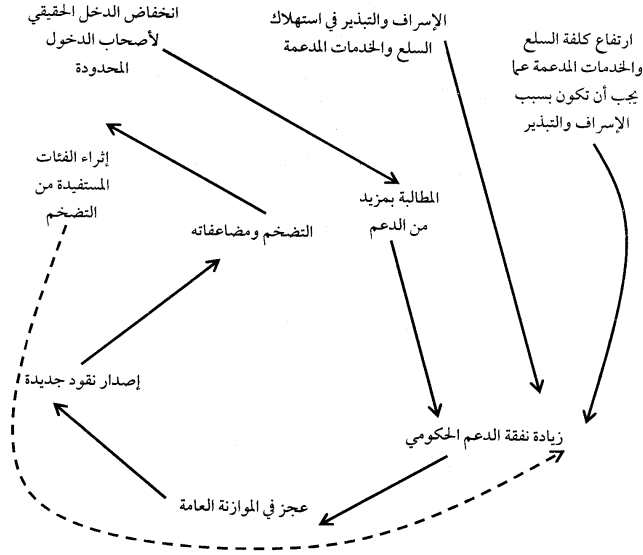 ارتفاع كلفة السلع
والخدمات المدعمة عما
يجب أن تكون بسبب
الإسراف والتبذير
الإسراف والتبذير في استهلاك
السلع والخدمات المدعمة
انخفاض الدخل الحقيقي
لأصحاب الدخول
المحدودة
إثراء الفئات
المستفيدة من
التضخم
المطالبة بمزيد
من الدعم
التضخم ومضاعفاته
إصدار نقود جديدة
زيادة نفقة الدعم الحكومي
عجز في الموازنة العامة